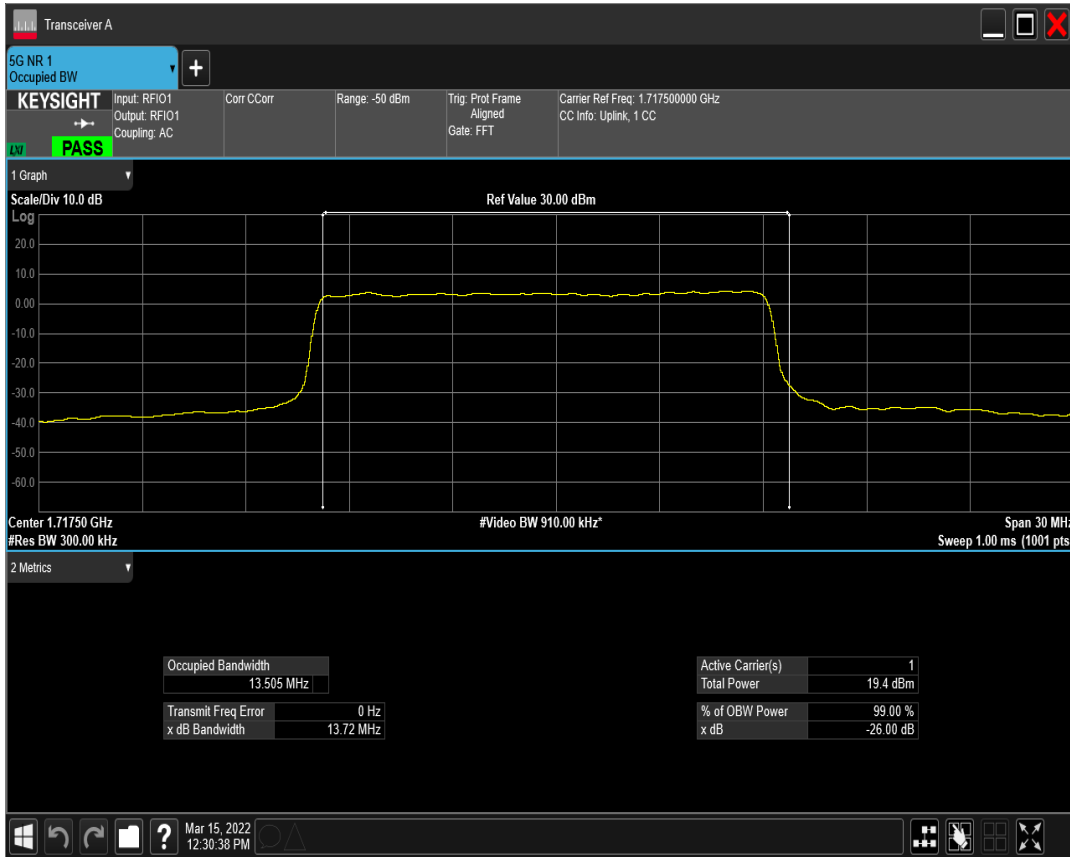 Transceiver A
5G NR 1
Occupied BW
+
KEYSIGHT
LXI
PASS
Input: RFIO1
Output: RFIO1
Coupling: AC
Corr CCorr
Range: -50 dBm
Trig: Prot Frame
Aligned
Gate: FFT
Carrier Ref Freq: 1.717500000 GHz
CC Info: Uplink, 1 CC
1 Graph
Scale/Div 10.0 dB
Ref Value 30.00 dBm
Log
20.0
10.0
0.00
-10.0
-20.0
-30.0
-40.0
-50.0
-60.0
Center 1.71750 GHz
#Video BW 910.00 kHz*
Span 30 MHz
#Res BW 300.00 kHz
Sweep 1.00 ms (1001 pts
2 Metrics
Occupied Bandwidth
13.505 MHz
Transmit Freq Error 0 Hz
x dB Bandwidth 13.72 MHz
Active Carrier(s) 1
Total Power 19.4 dBm
% of OBW Power 99.00 %
x dB -26.00 dB
?
Mar 15, 2022
12:30:38 PM